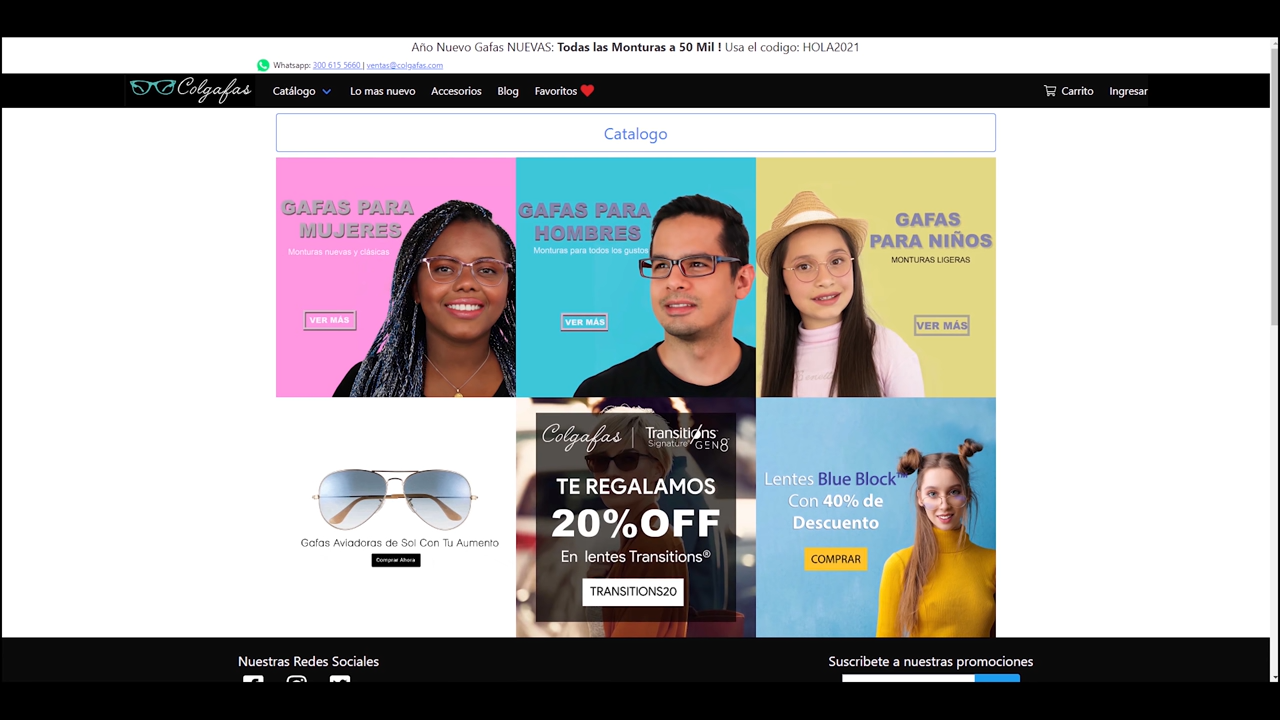 Año Nuevo Gafas NUEVAS: Todas las Monturas a 50 Mil ! Usa el codigo: HOLA2021
Whatsapp: 300 615 5660 | ventas@colgafas.com
Colgafas Catálogo Lo mas nuevo Accesorios Blog Favoritos Carrito Ingresar
Catalogo
GAFAS PARA
MUJERES
Monturas nuevas y clásicas
VER MÁS
GAFAS PARA
HOMBRES
Monturas para todos los gustos
VER MÁS
GAFAS
PARA NIÑOS
MONTURAS LIGERAS
VER MÁS
Gafas Aviadoras de Sol Con Tu Aumento
Comprar Ahora
Colgafas | Transitions™
Signature® GEN8™
TE REGALAMOS
20%OFF
En lentes Transitions®
TRANSITIONS20
Lentes Blue Block™
Con 40% de
Descuento
COMPRAR
Nuestras Redes Sociales
Suscribete a nuestras promociones